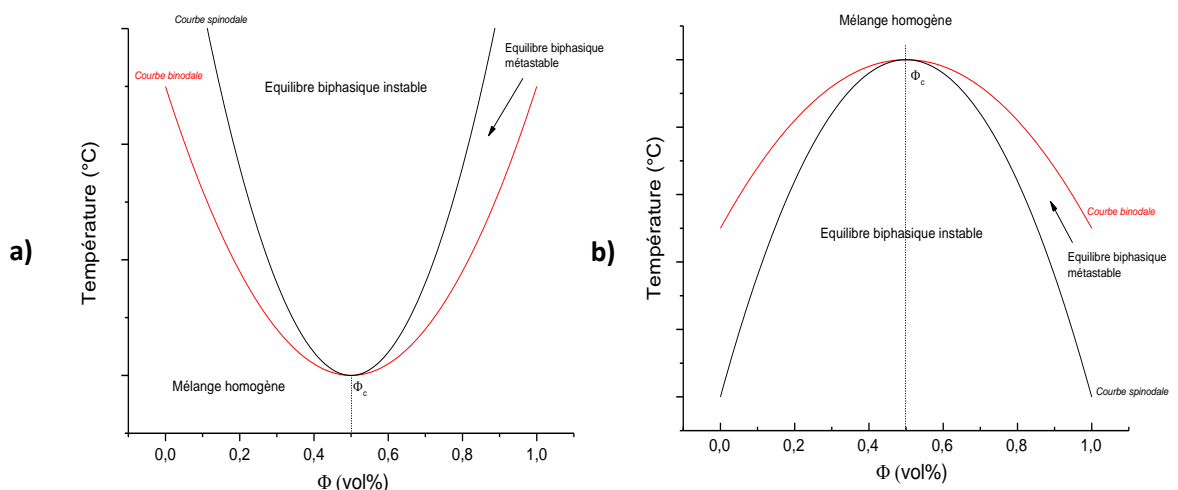 a)
Courbe spinodale
Equilibre biphasique
métastable
Courbe binodale
Equilibre biphasique instable
Température (°C)
Mélange homogène
Φc
0,0 0,2 0,4 0,6 0,8 1,0
Φ (vol%)
b)
Mélange homogène
Φc
Température (°C)
Courbe binodale
Equilibre biphasique instable
Equilibre biphasique
métastable
Courbe spinodale
0,0 0,2 0,4 0,6 0,8 1,0
Φ (vol%)